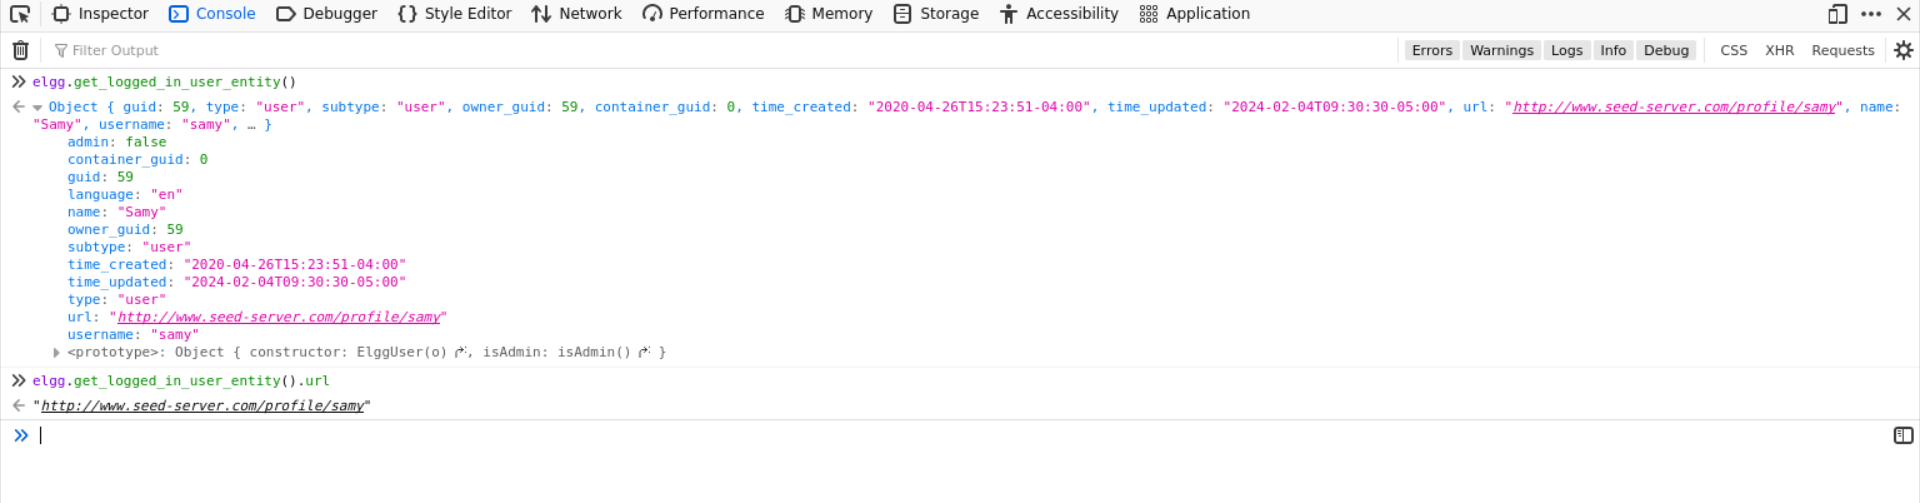 Inspector Console Debugger Style Editor Network Performance Memory Storage Accessibility Application
Filter Output Errors Warnings Logs Info Debug CSS XHR Requests
elgg.get_logged_in_user_entity()
Object { guid: 59, type: "user", subtype: "user", owner_guid: 59, container_guid: 0, time_created: "2020-04-26T15:23:51-04:00", time_updated: "2024-02-04T09:30:30-05:00", url: "http://www.seed-server.com/profile/samy", name:
"Samy", username: "samy", … }
admin: false
container_guid: 0
guid: 59
language: "en"
name: "Samy"
owner_guid: 59
subtype: "user"
time_created: "2020-04-26T15:23:51-04:00"
time_updated: "2024-02-04T09:30:30-05:00"
type: "user"
url: "http://www.seed-server.com/profile/samy"
username: "samy"
<prototype>: Object { constructor: ElggUser(o), isAdmin: isAdmin() }
elgg.get_logged_in_user_entity().url
"http://www.seed-server.com/profile/samy"